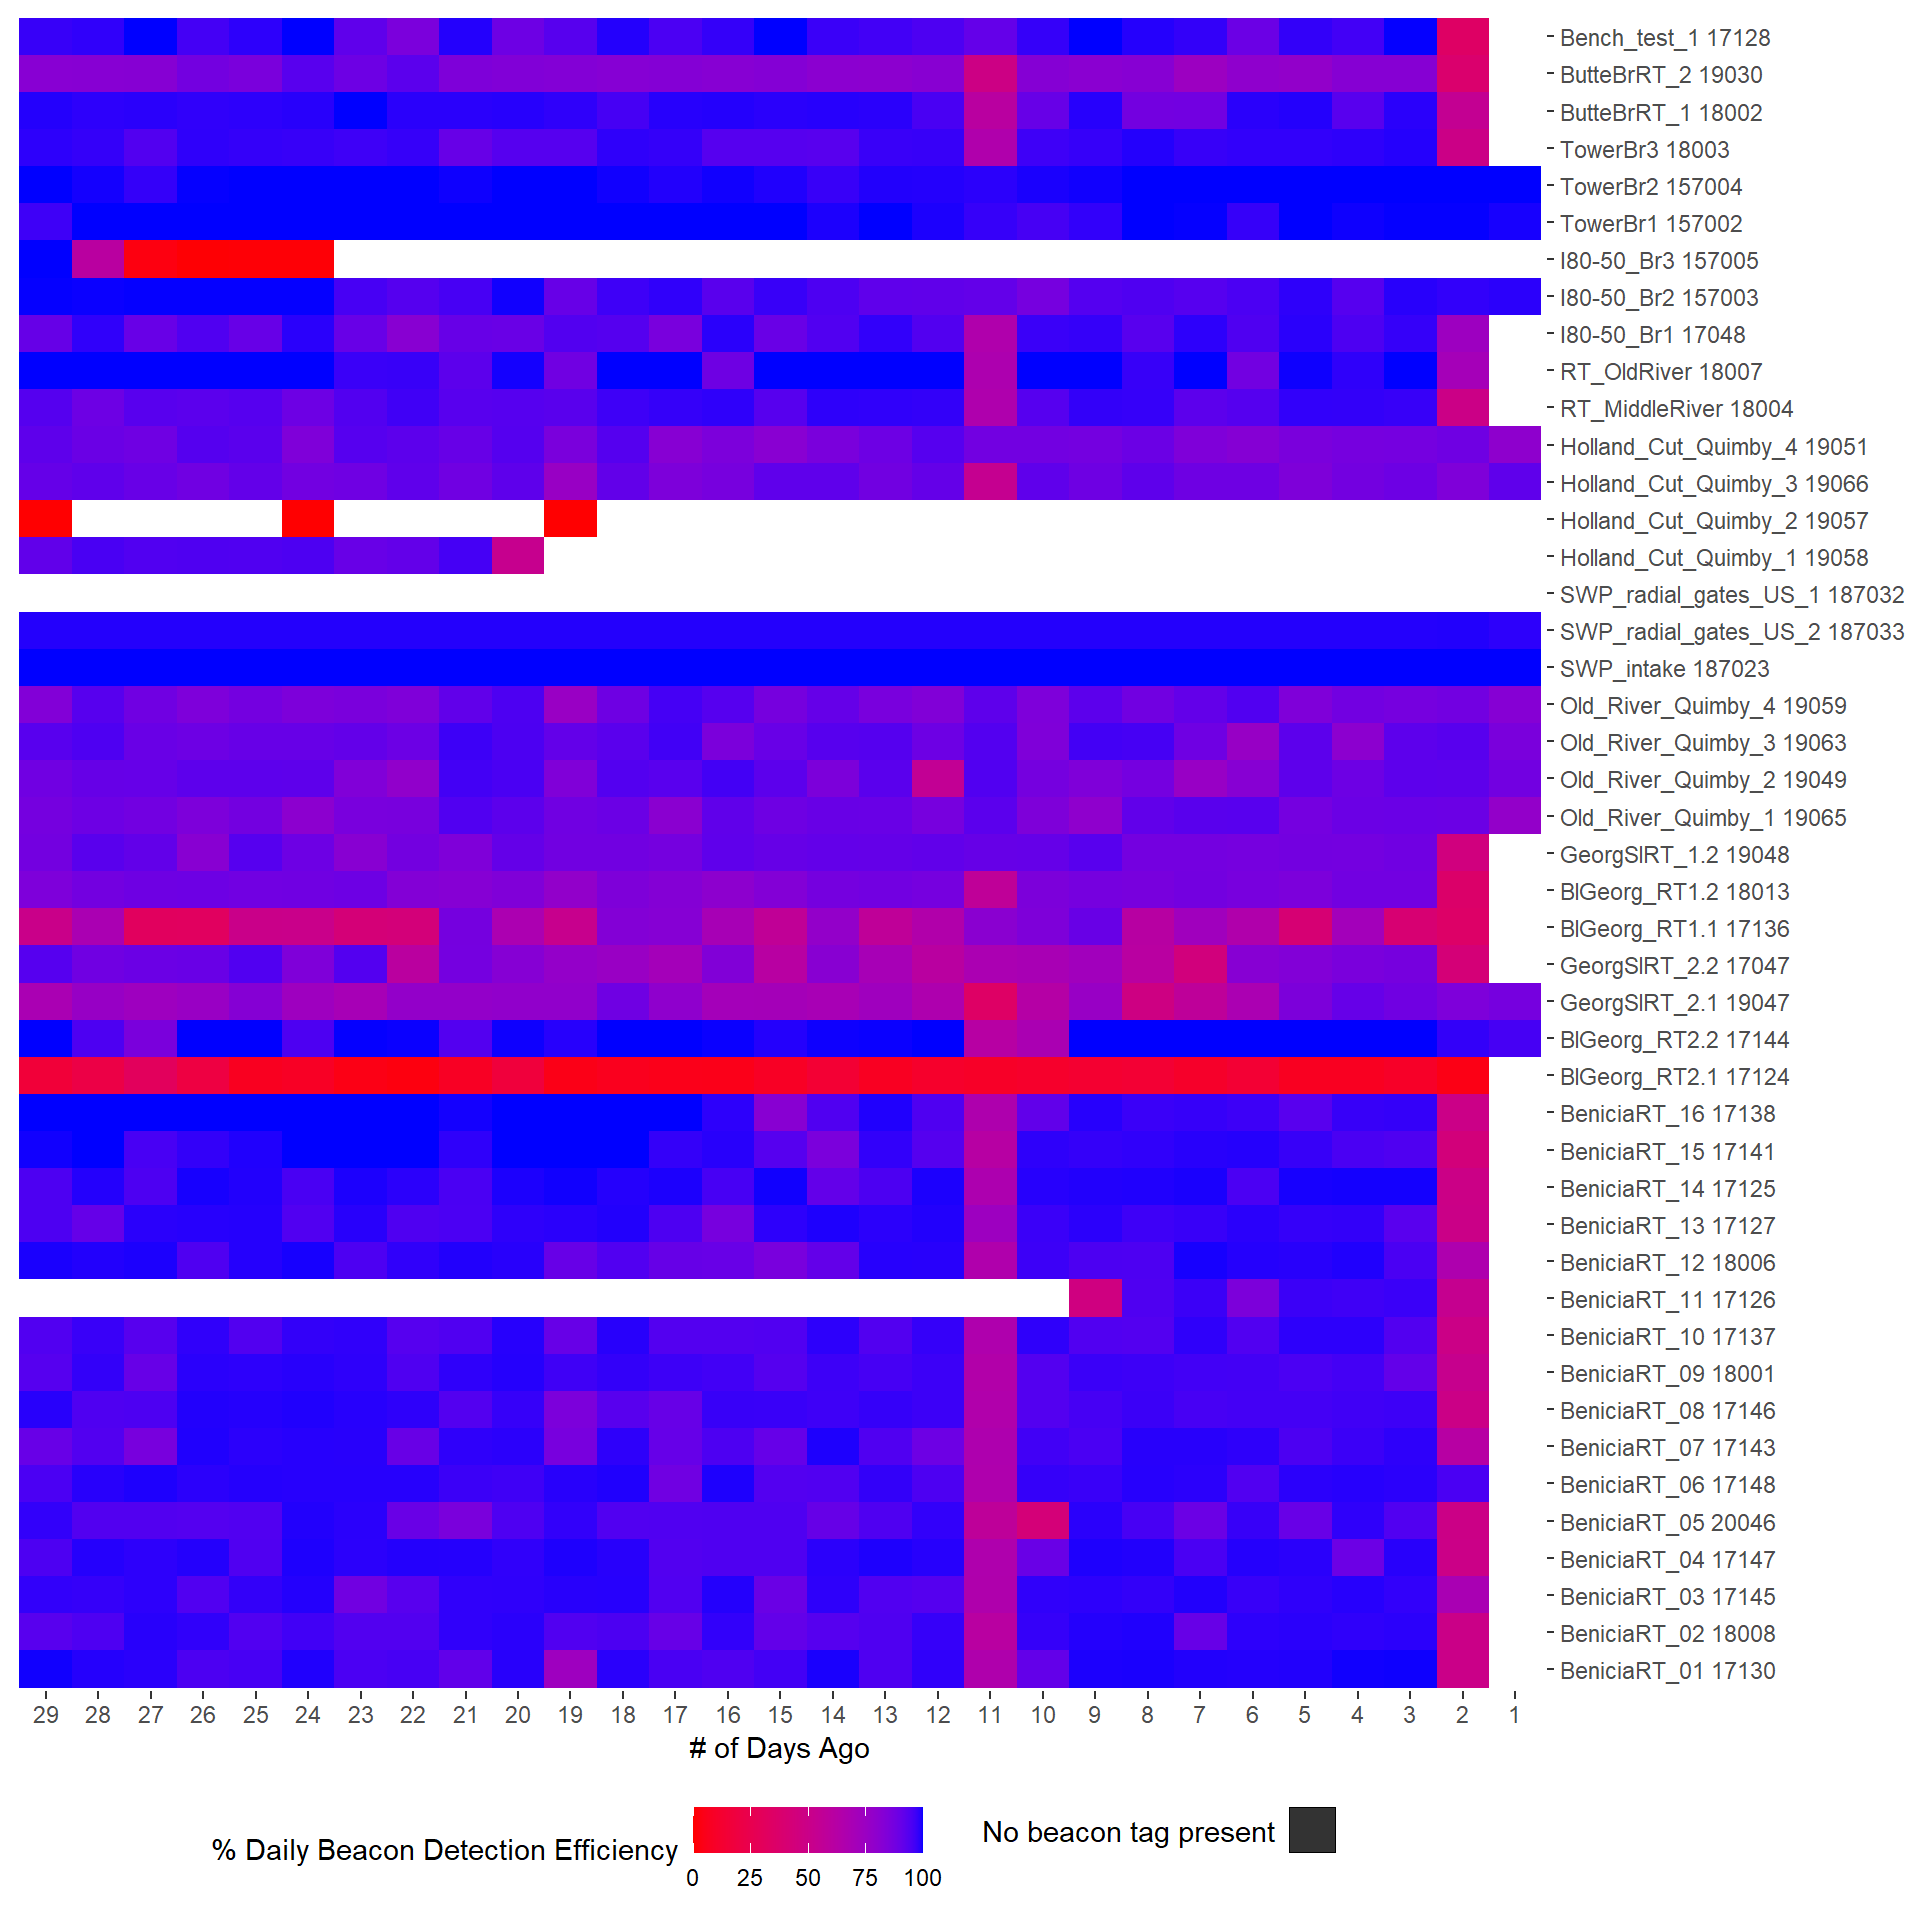 Bench_test_1 17128
ButteBrRT_2 19030
ButteBrRT_1 18002
TowerBr3 18003
TowerBr2 157004
TowerBr1 157002
I80-50_Br3 157005
I80-50_Br2 157003
I80-50_Br1 17048
RT_OldRiver 18007
RT_MiddleRiver 18004
Holland_Cut_Quimby_4 19051
Holland_Cut_Quimby_3 19066
Holland_Cut_Quimby_2 19057
Holland_Cut_Quimby_1 19058
SWP_radial_gates_US_1 187032
SWP_radial_gates_US_2 187033
SWP_intake 187023
Old_River_Quimby_4 19059
Old_River_Quimby_3 19063
Old_River_Quimby_2 19049
Old_River_Quimby_1 19065
GeorgSlRT_1.2 19048
BlGeorg_RT1.2 18013
BlGeorg_RT1.1 17136
GeorgSlRT_2.2 17047
GeorgSlRT_2.1 19047
BlGeorg_RT2.2 17144
BlGeorg_RT2.1 17124
BeniciaRT_16 17138
BeniciaRT_15 17141
BeniciaRT_14 17125
BeniciaRT_13 17127
BeniciaRT_12 18006
BeniciaRT_11 17126
BeniciaRT_10 17137
BeniciaRT_09 18001
BeniciaRT_08 17146
BeniciaRT_07 17143
BeniciaRT_06 17148
BeniciaRT_05 20046
BeniciaRT_04 17147
BeniciaRT_03 17145
BeniciaRT_02 18008
BeniciaRT_01 17130
29 28 27 26 25 24 23 22 21 20 19 18 17 16 15 14 13 12 11 10 9 8 7 6 5 4 3 2 1
# of Days Ago
% Daily Beacon Detection Efficiency
0 25 50 75 100
No beacon tag present